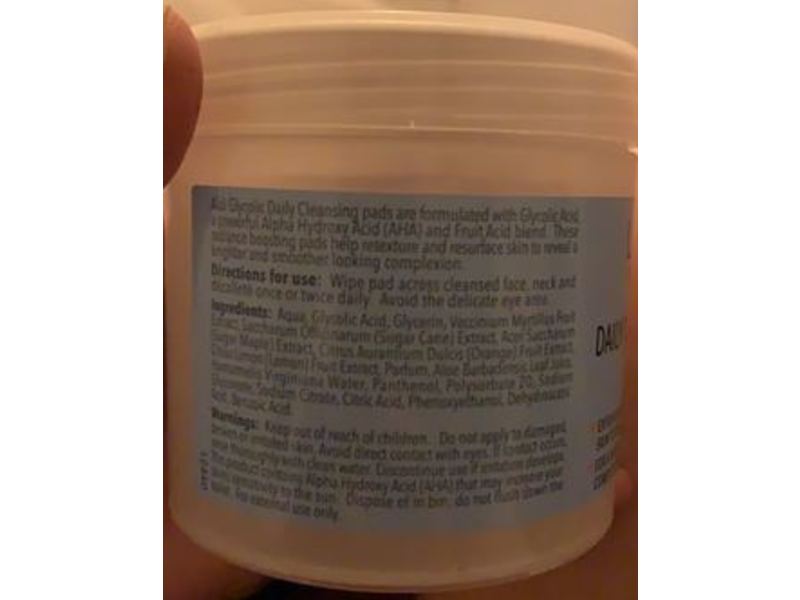 Glycolic Daily Cleansing pads are formulated with Glycolic Acid,
a powerful Alpha Hydroxy Acid (AHA) and Fruit Acid blend. These
radiance boosting pads help retexture and resurface skin to reveal a
brighter and smoother looking complexion.
Directions for use: Wipe pad across cleansed face, neck and
décolleté once or twice daily. Avoid the delicate eye area.
Ingredients: Aqua, Glycolic Acid, Glycerin, Vaccinium Myrtillus Fruit
Extract, Saccharum Officinarum (Sugar Cane) Extract, Acer Saccharum
(Sugar Maple) Extract, Citrus Aurantium Dulcis (Orange) Fruit Extract,
Citrus Limon (Lemon) Fruit Extract, Parfum, Aloe Barbadensis Leaf Juice,
Hamamelis Virginiana Water, Panthenol, Polysorbate 20, Sodium
Gluconate, Sodium Citrate, Citric Acid, Phenoxyethanol, Dehydroacetic
Acid, Benzoic Acid.
Warnings: Keep out of reach of children. Do not apply to damaged,
broken or irritated skin. Avoid direct contact with eyes. If contact occurs,
rinse thoroughly with clean water. Discontinue use if irritation develops.
This product contains Alpha Hydroxy Acid (AHA) that may increase your
skin's sensitivity to the sun. Dispose of in bin, do not flush down the
toilet. For external use only.
DAILY